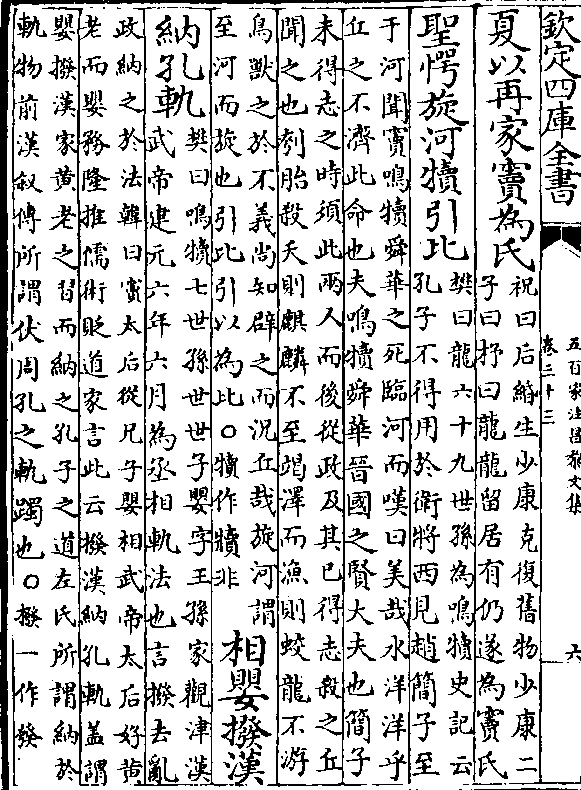 欽定四庫全書
五百家注昌黎文集
卷二十三
六
夏以再家竇為氏
祝曰后緡生少康克復舊物少康二
子曰杼曰龍龍留居有仍遂為竇氏
聖愕旋河犢引比
樊曰龍六十九世孫為鳴犢史記云
孔子不得用於衛將西見趙簡子至
于河聞竇鳴犢舜華之死臨河而嘆曰美哉水洋洋乎
丘之不濟此命也夫鳴犢舜華晉國之賢大夫也簡子
未得志之時須此兩人而後從政及其已得志殺之丘
聞之也刳胎殺夭則麒麟不至竭澤而漁則蛟龍不游
鳥獸之於不義尚知辟之而況丘哉旋河謂
至河而旋也引比引以為比〇犢作犢非
相嬰撥漢
納孔軌
樊曰鳴犢七世孫世世子嬰字王孫家觀津漢
武帝建元六年六月為丞相軌法也言撥去亂
政納之於法韓曰竇太后從兄子嬰相武帝太后好黄
老而嬰務隆推儒術貶道家言此云撥漢納孔軌盖謂
嬰撥漢家黄老之習而納之孔子之道左氏所謂納於
軌物前漢叙傳所謂伏周孔之軌躅也〇撥一作發